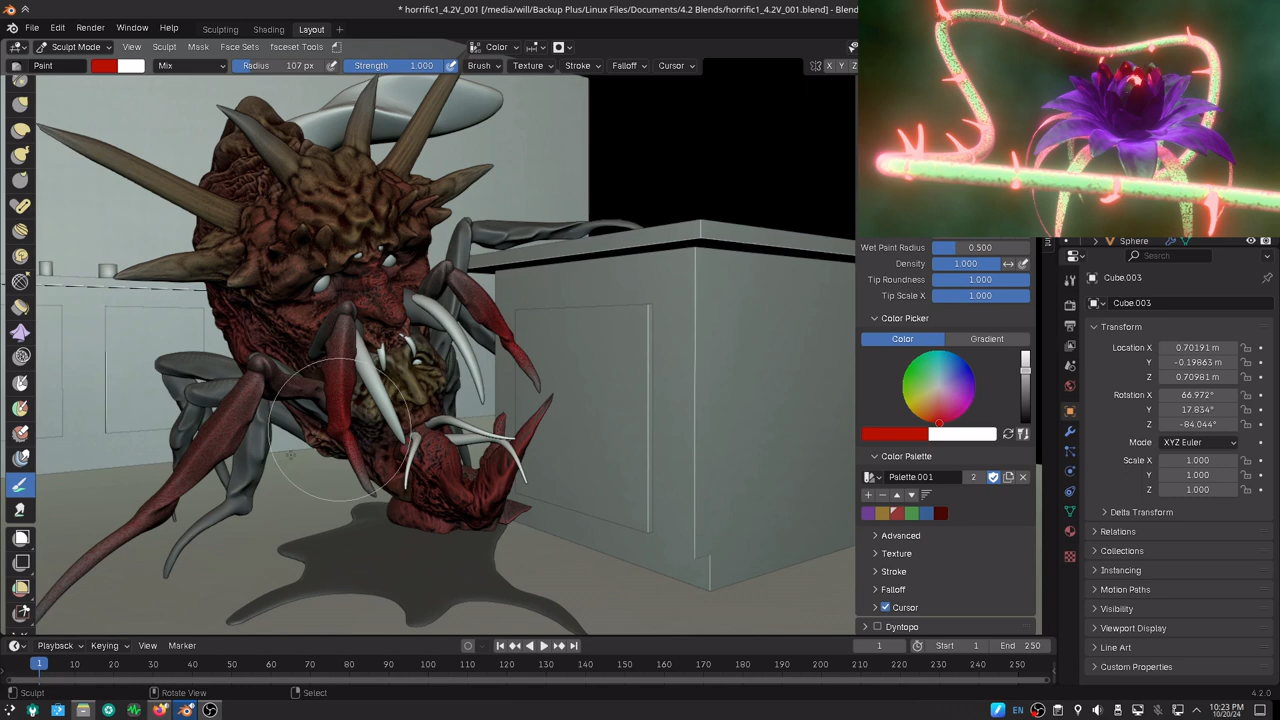 * horrific1_4.2V_001 [/media/will/Backup Plus/Linux Files/Documents/4.2 Blends/horrific1_4.2V_001.blend] - Blen
File Edit Render Window Help Sculpting Shading Layout
Sculpt Mode View Sculpt Mask Face Sets faceset Tools Color
Paint Mix Radius 107 px Strength 1.000 Brush Texture Stroke Falloff Cursor X Y Z
Sphere
Wet Paint Radius 0.500
Density 1.000
Tip Roundness 1.000
Tip Scale X 1.000
Color Picker
Color Gradient
Color Palette
Palette.001 2
Advanced
Texture
Stroke
Falloff
Cursor
Dyntopo
Search
Cube.003
Cube.003
Transform
Location X 0.70191 m
Y -0.19863 m
Z 0.70981 m
Rotation X 66.972°
Y 17.834°
Z -84.044°
Mode XYZ Euler
Scale X 1.000
Y 1.000
Z 1.000
Delta Transform
Relations
Collections
Instancing
Motion Paths
Visibility
Viewport Display
Line Art
Custom Properties
Playback Keying View Marker 1 Start 1 End 250
1 10 20 30 40 50 60 70 80 90 100 110 120 130 140 150 160 170 180 190 200 210 220 230 240 250
Sculpt Rotate View Select 4.2.0
EN 10:23 PM
10/20/24